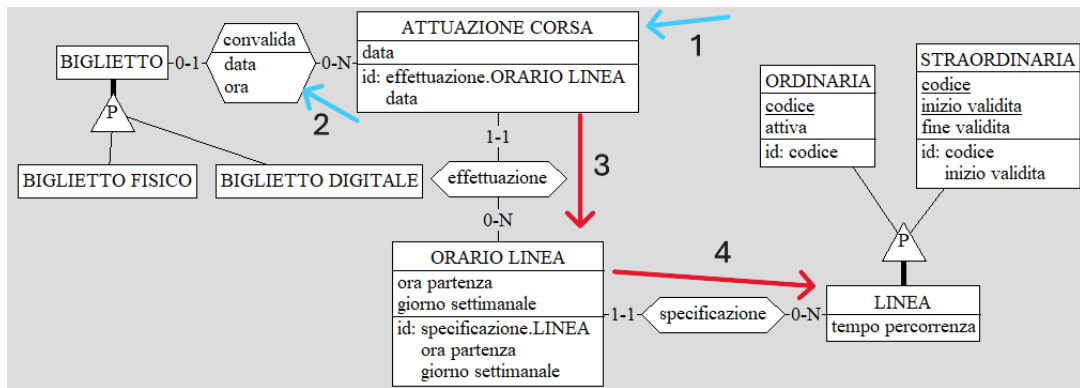 ATTUAZIONE CORSA
data
id: effettuazione.ORARIO LINEA
data
1
convalida
data
ora
2
BIGLIETTO
0-1
0-N
P
BIGLIETTO FISICO
BIGLIETTO DIGITALE
1-1
effettuazione
0-N
3
ORARIO LINEA
ora partenza
giorno settimanale
id: specificazione.LINEA
ora partenza
giorno settimanale
4
1-1
specificazione
0-N
ORDINARIA
codice
attiva
id: codice
STRAORDINARIA
codice
inizio validita
fine validita
id: codice
inizio validita
P
LINEA
tempo percorrenza